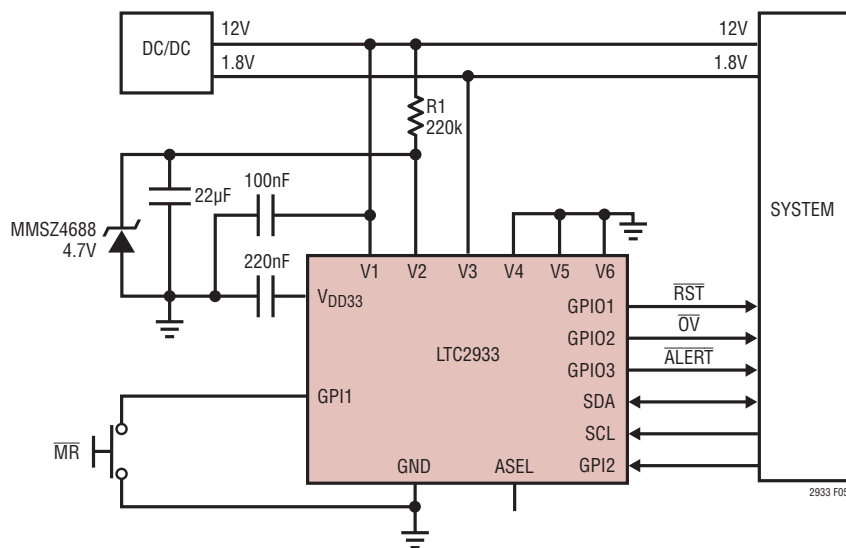 DC/DC
12V
1.8V
12V
1.8V
R1
220k
22µF
100nF
MMSZ4688
4.7V
220nF
SYSTEM
V1 V2 V3 V4 V5 V6
VDD33
GPIO1
RST
GPIO2
OV
LTC2933
GPIO3
ALERT
GPI1
SDA
SCL
MR
GND
ASEL
GPI2
2933 F05